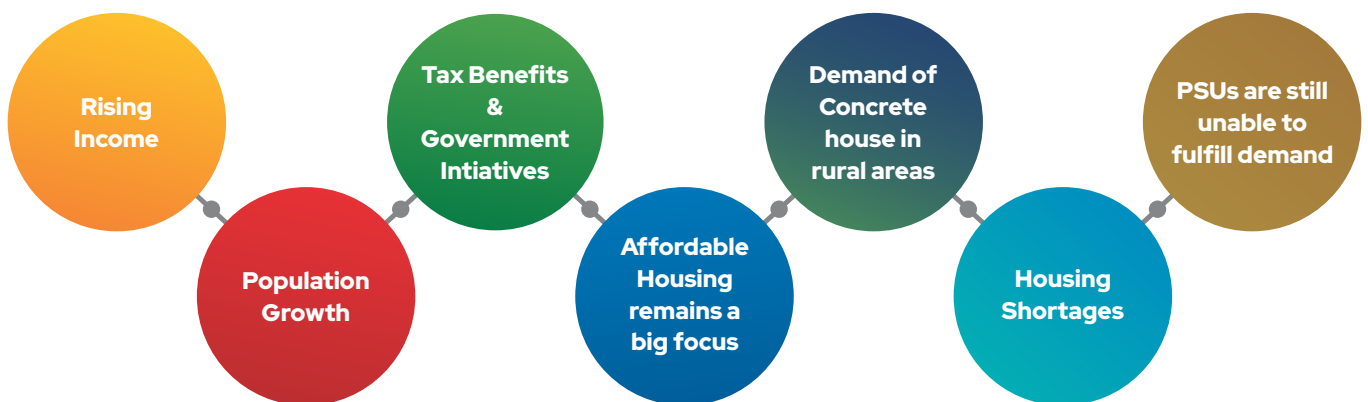 Rising
Income
Population
Growth
Tax Benefits
&
Government
Intiatives
Affordable
Housing
remains a
big focus
Demand of
Concrete
house in
rural areas
Housing
Shortages
PSUs are still
unable to
fulfill demand